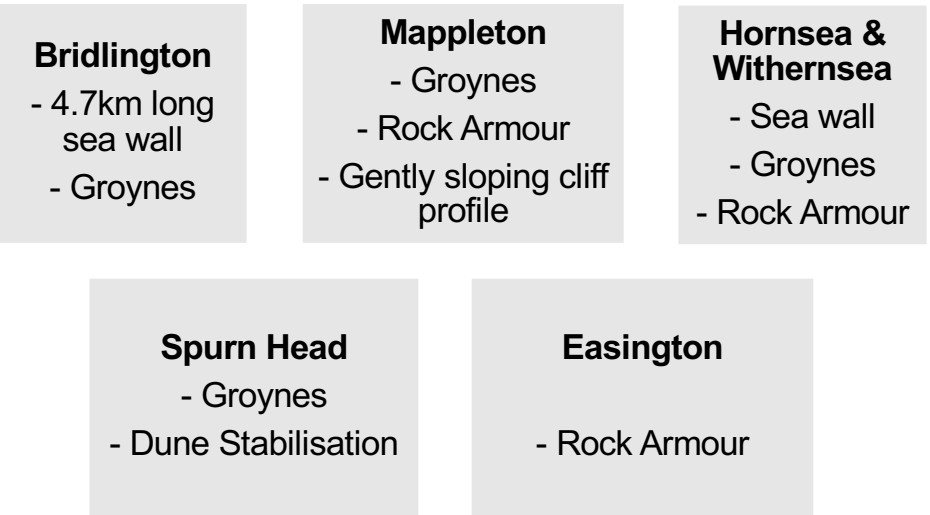 Bridlington
- 4.7km long
sea wall
- Groynes
Mappleton
- Groynes
- Rock Armour
- Gently sloping cliff
profile
Hornsea &
Withernsea
- Sea wall
- Groynes
- Rock Armour
Spurn Head
- Groynes
- Dune Stabilisation
Easington
- Rock Armour